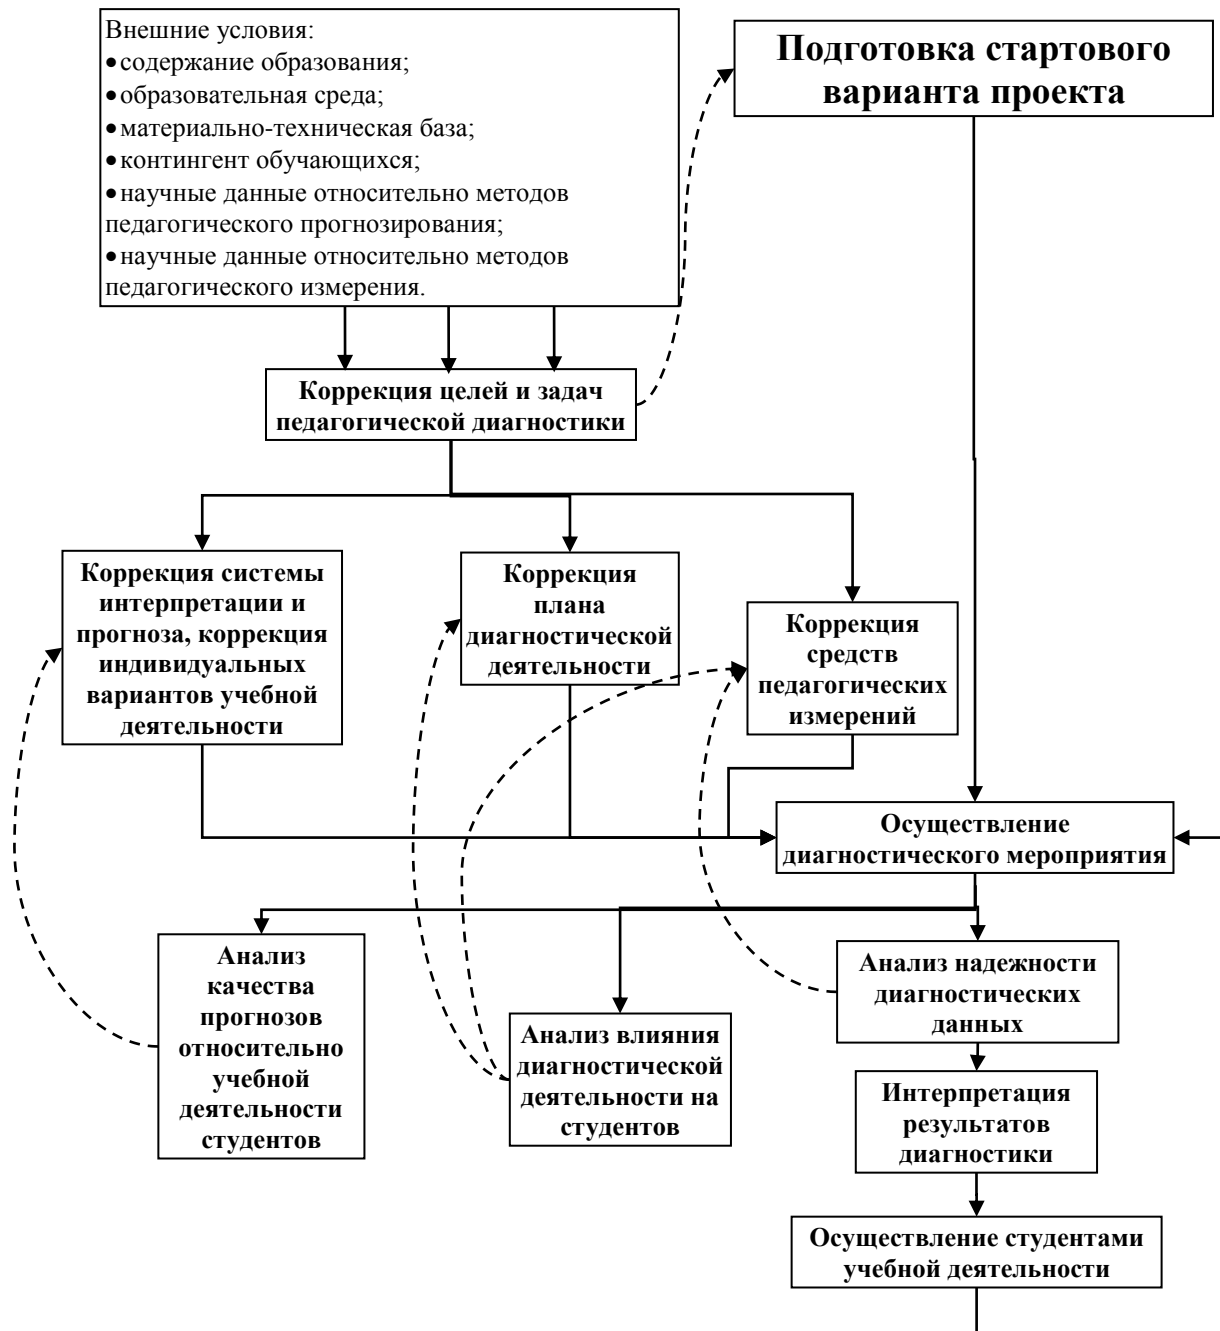 Внешние условия:
•содержание образования;
•образовательная среда;
•материально-техническая база;
•контингент обучающихся;
•научные данные относительно методов
педагогического прогнозирования;
•научные данные относительно методов
педагогического измерения.
Подготовка стартового
варианта проекта
Коррекция целей и задач
педагогической диагностики
Коррекция системы
интерпретации и
прогноза, коррекция
индивидуальных
вариантов учебной
деятельности
Коррекция
плана
диагностической
деятельности
Коррекция
средств
педагогических
измерений
Осуществление
диагностического мероприятия
Анализ
качества
прогнозов
относительно
учебной
деятельности
студентов
Анализ влияния
диагностической
деятельности на
студентов
Анализ надежности
диагностических
данных
Интерпретация
результатов
диагностики
Осуществление студентами
учебной деятельности